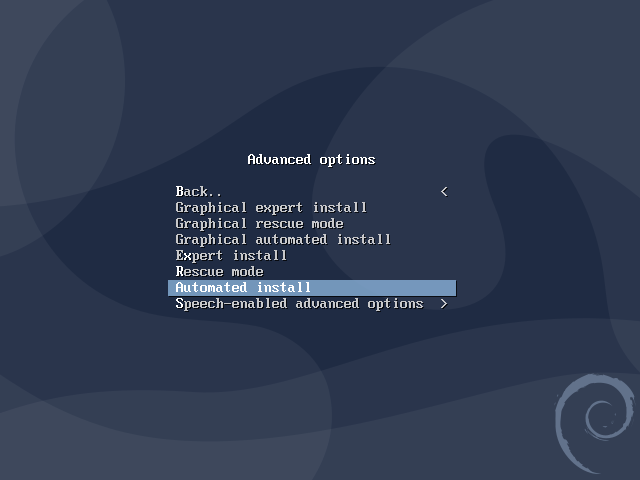 Advanced options
Back.. <
Graphical expert install
Graphical rescue mode
Graphical automated install
Expert install
Rescue mode
Automated install
Speech-enabled advanced options >